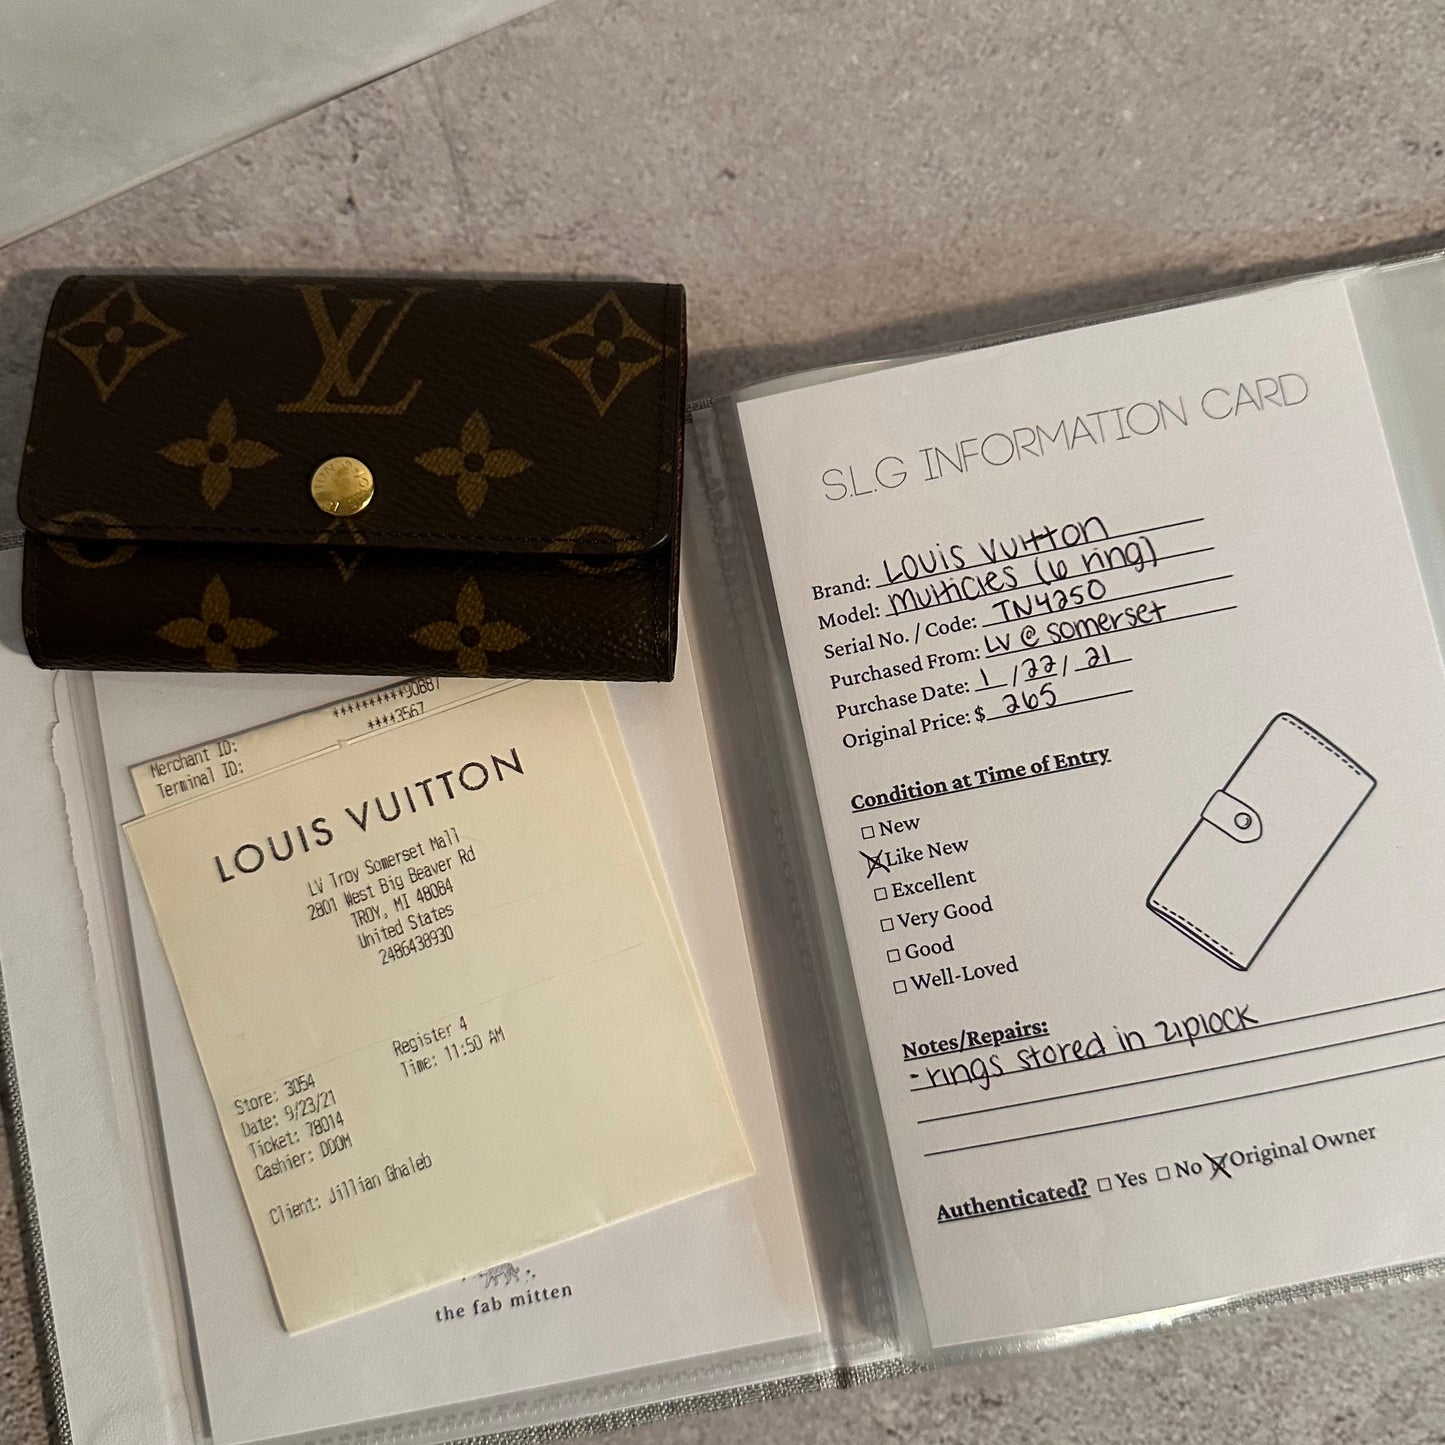 LV
**********90887
****3567
Merchant ID:
Terminal ID:
LOUIS VUITTON
LV Troy Somerset Mall
2801 West Big Beaver Rd
TROY, MI 48084
United States
2486438930
Register 4
Time: 11:50 AM
Store: 3054
Date: 9/23/21
Ticket: 78014
Cashier: DDOM
Client: Jillian Ghaleb
the fab mitten
S.L.G INFORMATION CARD
Brand: LOUIS VUITTON
Model: Multicles (6 ring)
Serial No. / Code: TN4250
Purchased From: LV @ Somerset
Purchase Date: 1/22/21
Original Price: $ 265
Condition at Time of Entry
New
Like New
Excellent
Very Good
Good
Well-Loved
Notes/Repairs:
- rings stored in ziplock
Authenticated? Yes No Original Owner